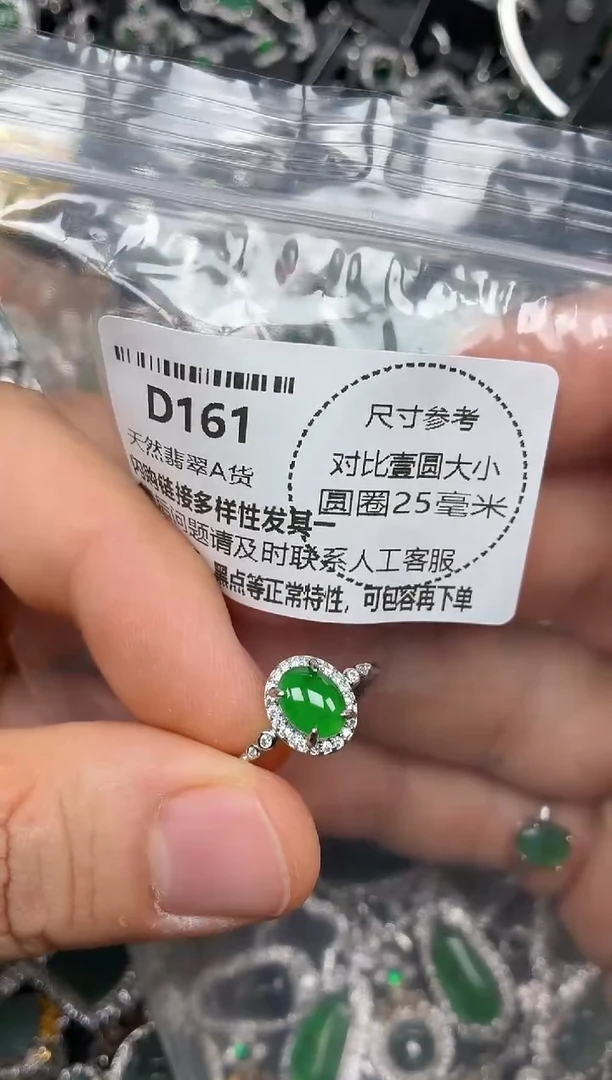 D161
天然翡翠A货
链接多样性发其一
问题请及时联系人工客服
黑点等正常特性，可包容再下单
尺寸参考
对比壹圆大小
圆圈25毫米